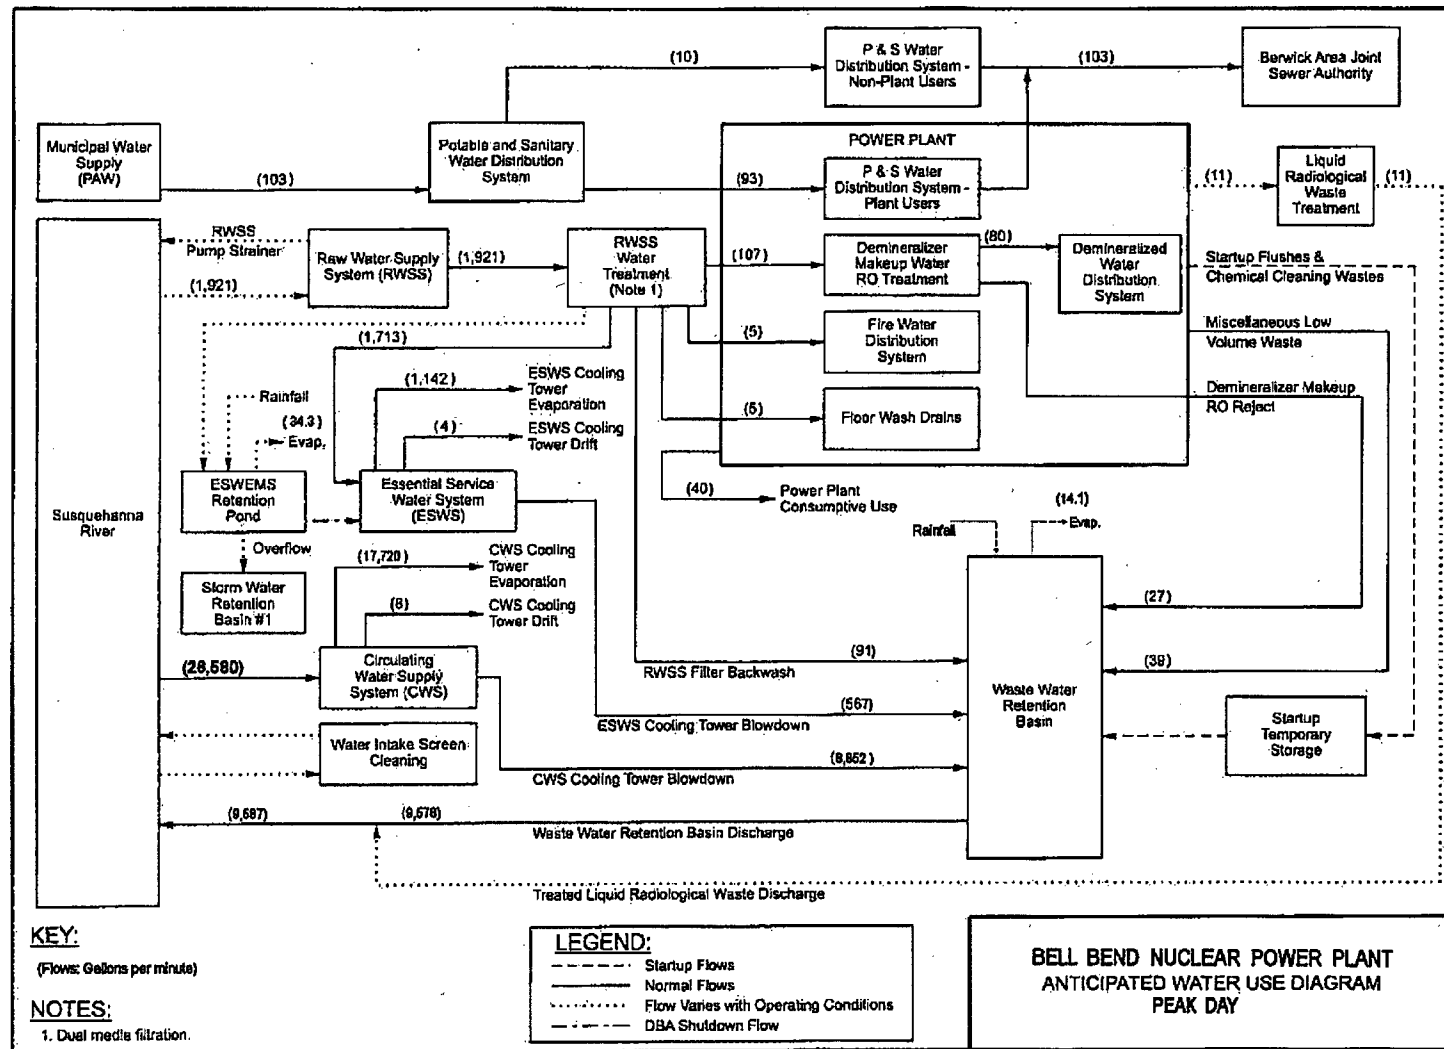 (10)
P & S Water
Distribution System -
Non-Plant Users
(103)
Berwick Area Joint
Sewer Authority
Municipal Water
Supply
(PAW)
(103)
Potable and Sanitary
Water Distribution
System
POWER PLANT
(93)
P & S Water
Distribution System -
Plant Users
(11)
Liquid
Radiological
Waste
Treatment
(11)
RWSS
Pump Strainer
(1,921)
Raw Water Supply
System (RWSS)
(1,921)
RWSS
Water
Treatment
(Note 1)
(107)
Demineralizer
Makeup Water
RO Treatment
(80)
Demineralized
Water
Distribution
System
Startup Flushes &
Chemical Cleaning Wastes
(5)
Fire Water
Distribution
System
Miscellaneous Low
Volume Waste
(1,713)
(1,142)
ESWS Cooling
Tower
Evaporation
(4)
ESWS Cooling
Tower Drift
(5)
Floor Wash Drains
Demineralizer Makeup
RO Reject
Rainfall
(34.3)
Evap.
ESWEMS
Retention
Pond
Essential Service
Water System
(ESWS)
(40)
Power Plant
Consumptive Use
Rainfall
(14.1)
Evap.
Susquehanna
River
Overflow
Storm Water
Retention
Basin #1
(17,720)
CWS Cooling
Tower
Evaporation
(8)
CWS Cooling
Tower Drift
(27)
(26,580)
Circulating
Water Supply
System (CWS)
(91)
RWSS Filter Backwash
(39)
Waste Water
Retention
Basin
(567)
ESWS Cooling Tower Blowdown
Startup
Temporary
Storage
Water Intake Screen
Cleaning
(8,852)
CWS Cooling Tower Blowdown
(9,587)
(9,576)
Waste Water Retention Basin Discharge
Treated Liquid Radiological Waste Discharge
KEY:
(Flows: Gallons per minute)
NOTES:
1. Dual media filtration.
LEGEND:
Startup Flows
Normal Flows
Flow Varies with Operating Conditions
DBA Shutdown Flow
BELL BEND NUCLEAR POWER PLANT
ANTICIPATED WATER USE DIAGRAM
PEAK DAY